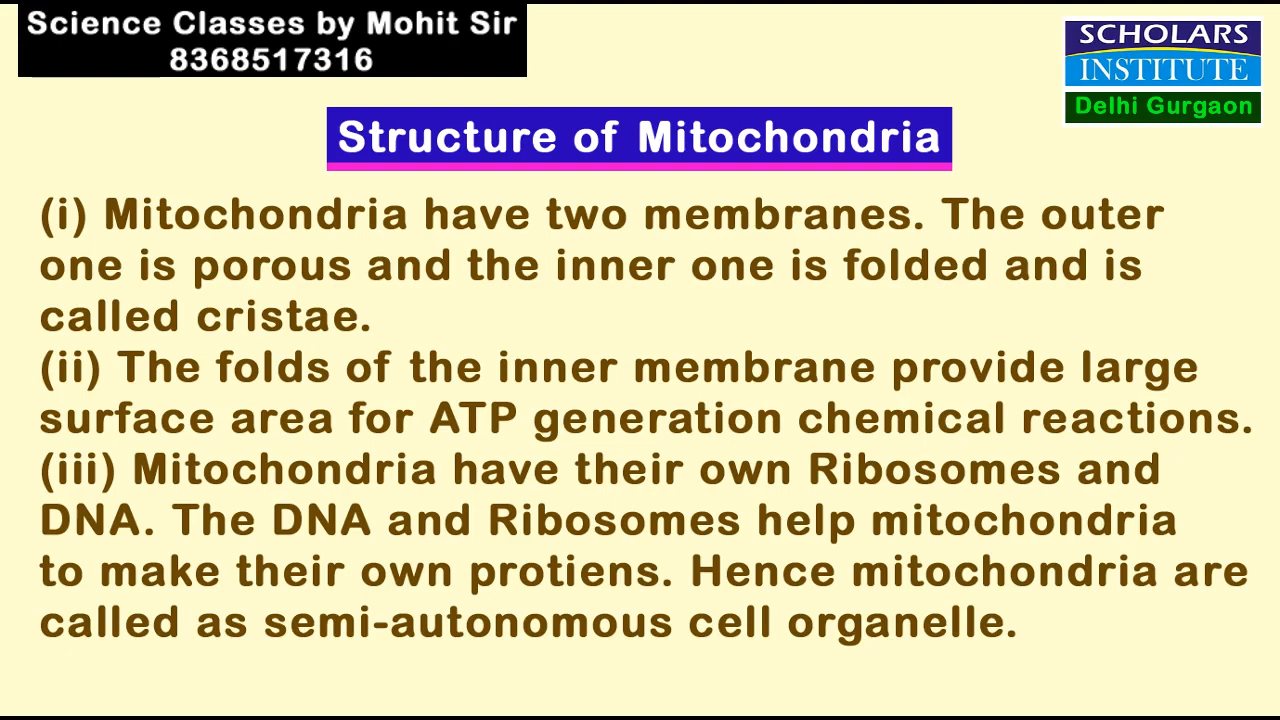 Science Classes by Mohit Sir
8368517316
SCHOLARS
INSTITUTE
Delhi Gurgaon
Structure of Mitochondria
(i) Mitochondria have two membranes. The outer
one is porous and the inner one is folded and is
called cristae.
(ii) The folds of the inner membrane provide large
surface area for ATP generation chemical reactions.
(iii) Mitochondria have their own Ribosomes and
DNA. The DNA and Ribosomes help mitochondria
to make their own protiens. Hence mitochondria are
called as semi-autonomous cell organelle.